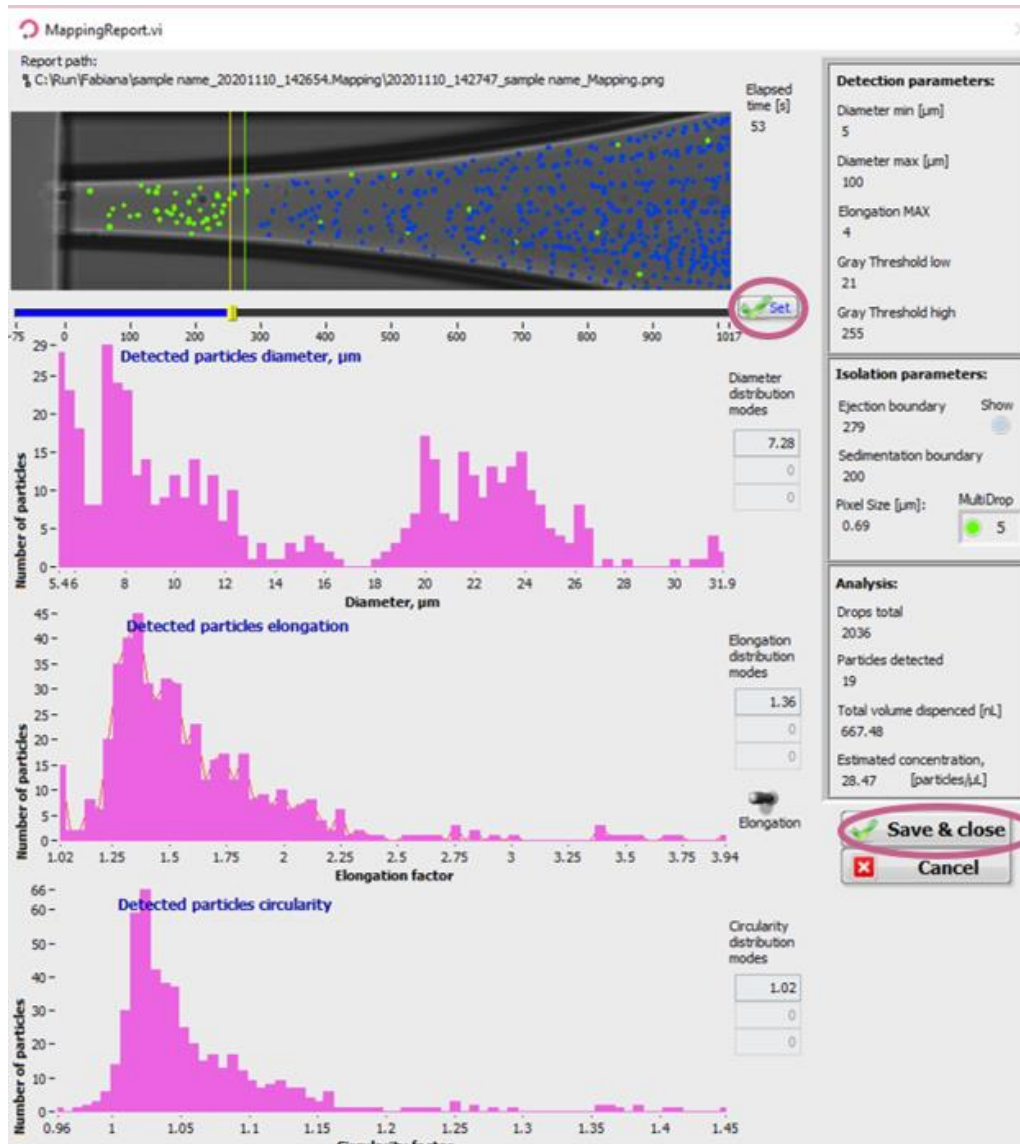 MappingReport.vi
Report path:
C:\Run\Fabiana\sample name_20201110_142654.Mapping\20201110_142747_sample name_Mapping.png
Elapsed
time [s]
53
Set
-75 0 100 200 300 400 500 600 700 800 900 1017
Detected particles diameter, µm
Number of particles
29
25
20
15
10
5
0
5.46 8 10 12 14 16 18 20 22 24 26 28 30 31.9
Diameter, µm
Diameter
distribution
modes
7.28
0
0
Detected particles elongation
Number of particles
45
40
35
30
25
20
15
10
5
0
1.02 1.25 1.5 1.75 2 2.25 2.5 2.75 3 3.25 3.5 3.75 3.94
Elongation factor
Elongation
distribution
modes
1.36
0
0
Elongation
Detected particles circularity
Number of particles
66
60
50
40
30
20
10
0
0.96 1 1.05 1.1 1.15 1.2 1.25 1.3 1.35 1.4 1.45
Circularity factor
Circularity
distribution
modes
1.02
0
0
Detection parameters:
Diameter min [µm]
5
Diameter max [µm]
100
Elongation MAX
4
Gray Threshold low
21
Gray Threshold high
255
Isolation parameters:
Ejection boundary Show
279
Sedimentation boundary
200
Pixel Size [µm]: MultiDrop
0.69 5
Analysis:
Drops total
2036
Particles detected
19
Total volume dispenced [nL]
667.48
Estimated concentration,
28.47 [particles/µL]
Save & close
Cancel